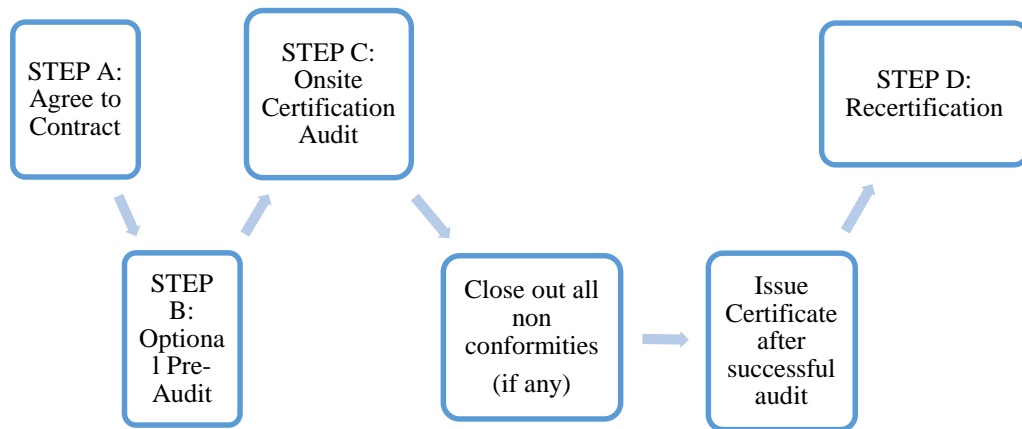 STEP A:
Agree to
Contract
STEP
B:
Optiona
l Pre-
Audit
STEP C:
Onsite
Certification
Audit
Close out all
non
conformities
(if any)
Issue
Certificate
after
successful
audit
STEP D:
Recertification